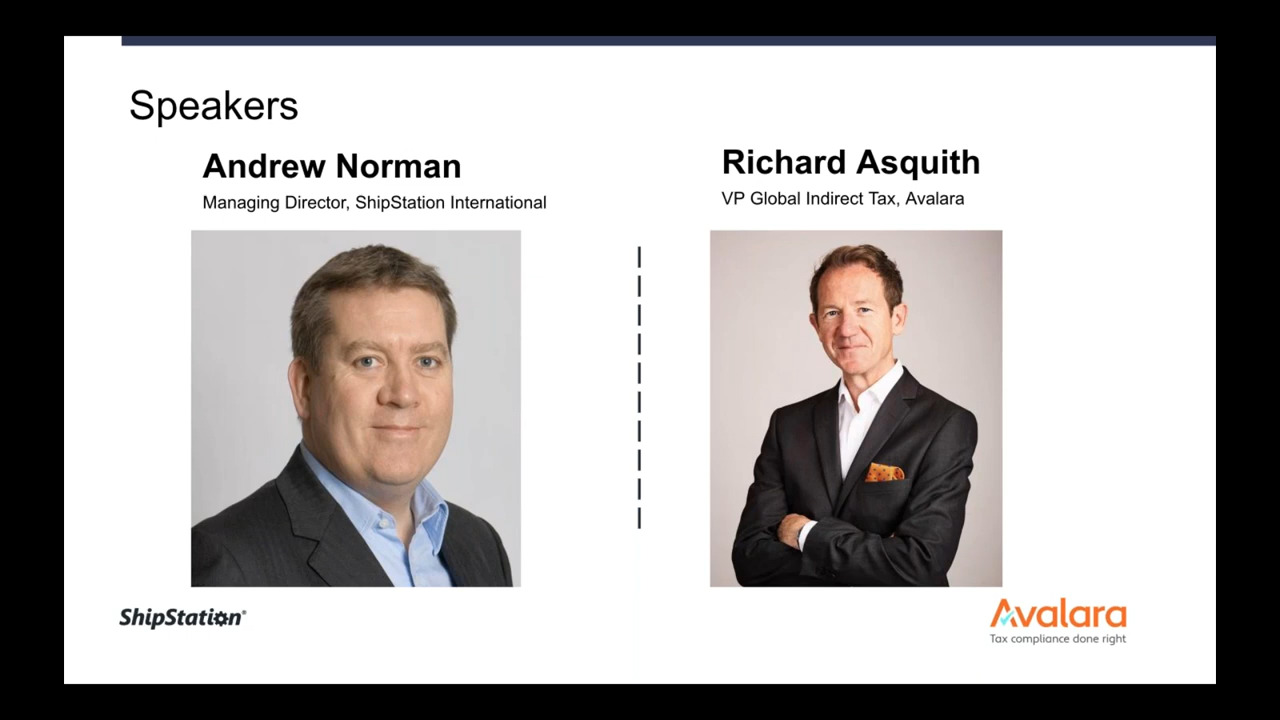 Speakers
Andrew Norman
Managing Director, ShipStation International
Richard Asquith
VP Global Indirect Tax, Avalara
ShipStation®
Avalara
Tax compliance done right